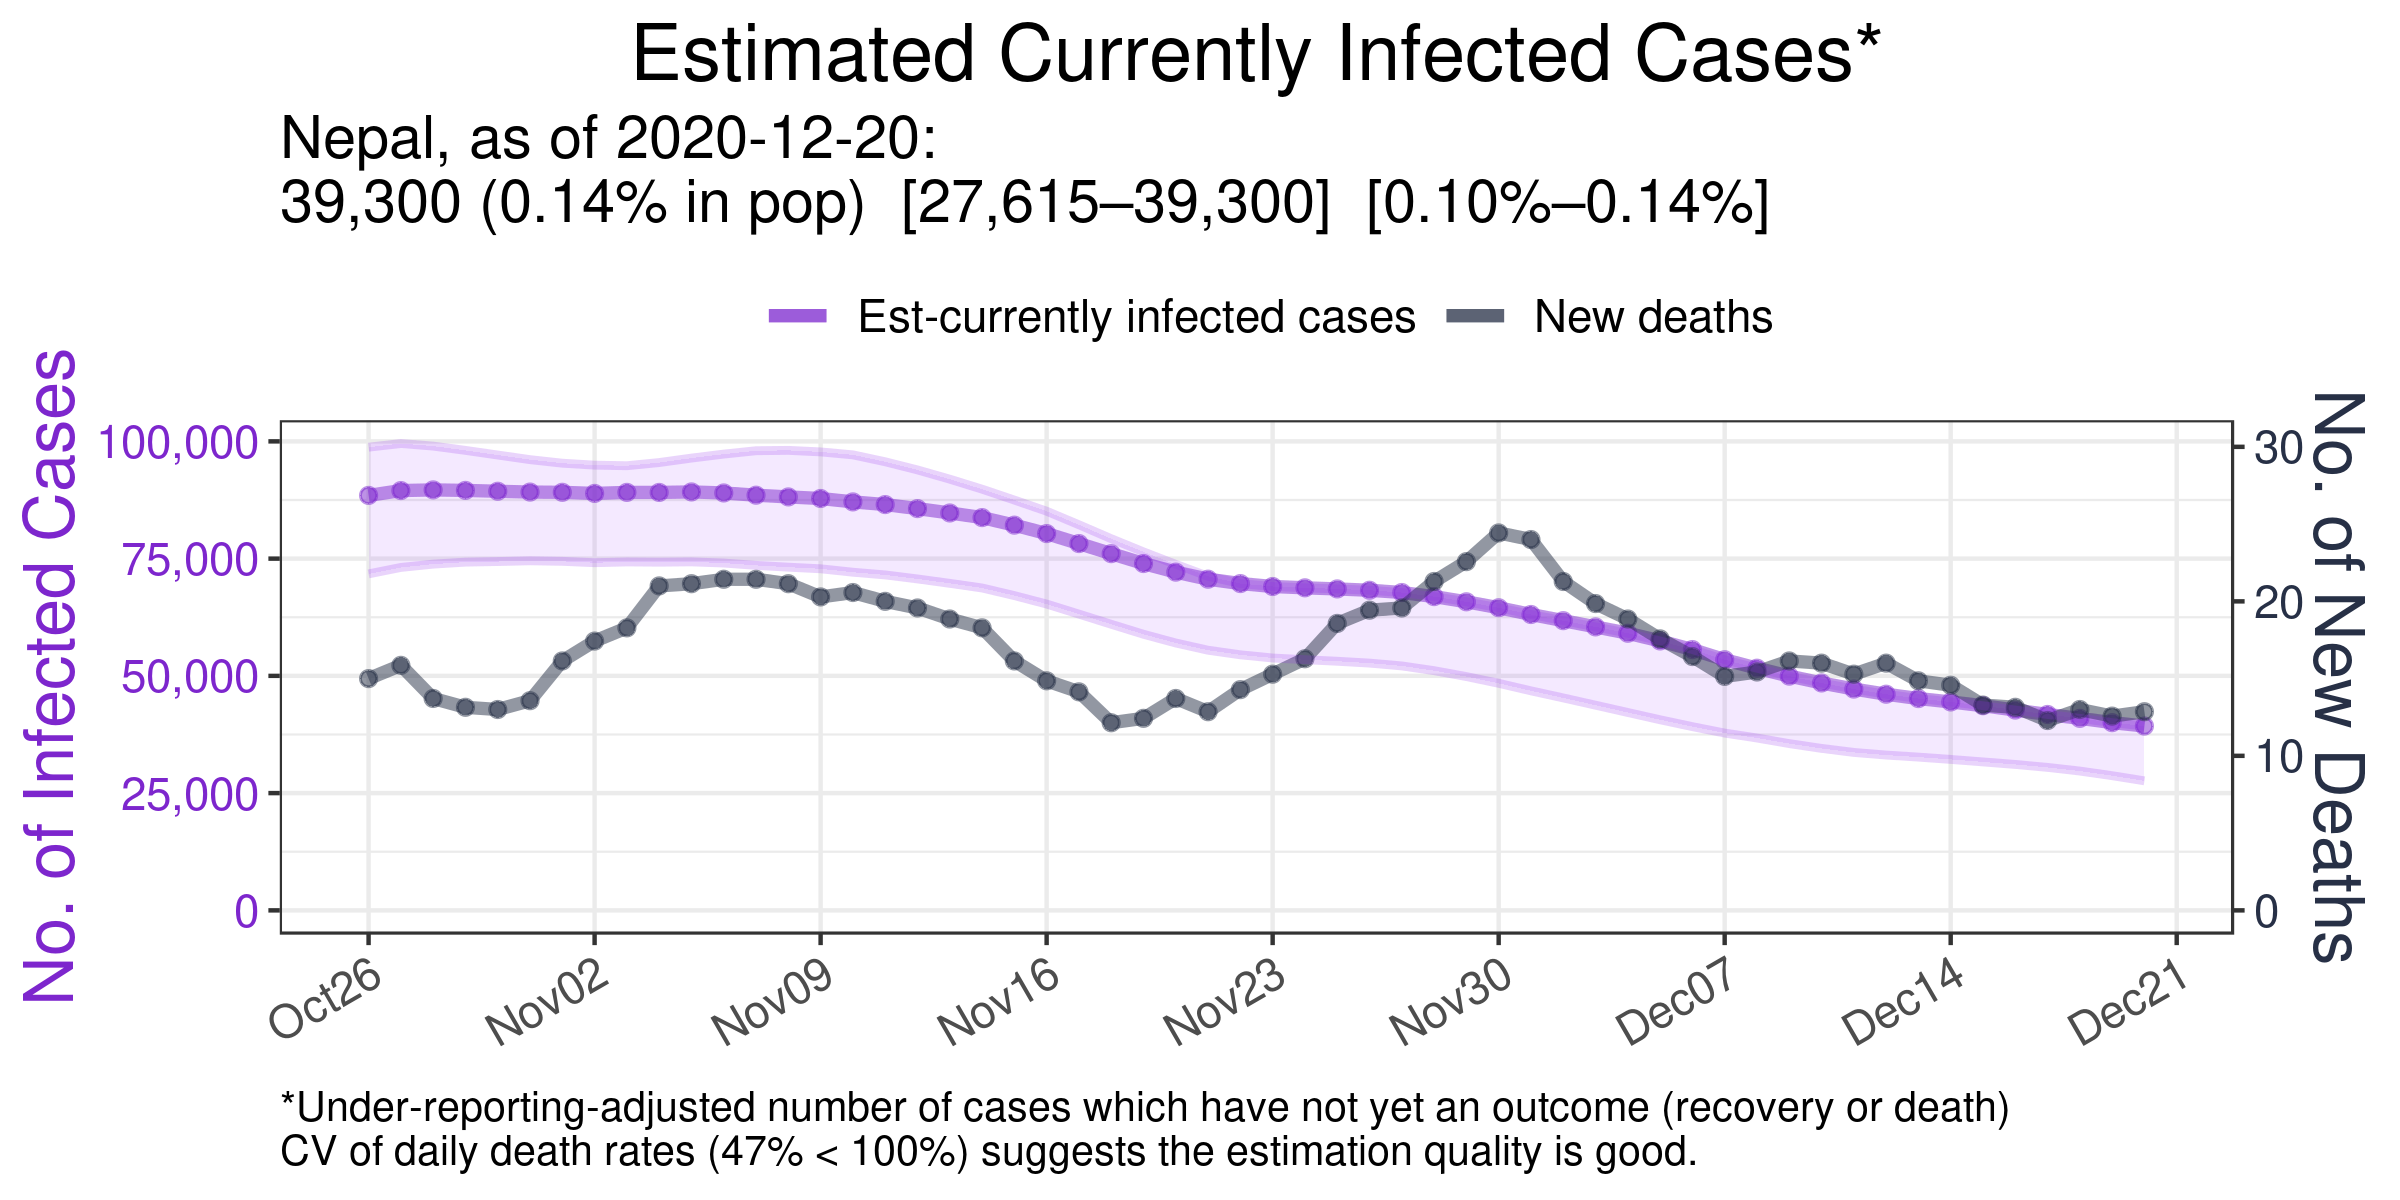 Estimated Currently Infected Cases*
Nepal, as of 2020-12-20:
39,300 (0.14% in pop)  [27,615–39,300]  [0.10%–0.14%]
Est-currently infected cases
New deaths
No. of Infected Cases
100,000
75,000
50,000
25,000
0
30
20
10
0
No. of New Deaths
Oct26
Nov02
Nov09
Nov16
Nov23
Nov30
Dec07
Dec14
Dec21
*Under-reporting-adjusted number of cases which have not yet an outcome (recovery or death)
CV of daily death rates (47% < 100%) suggests the estimation quality is good.